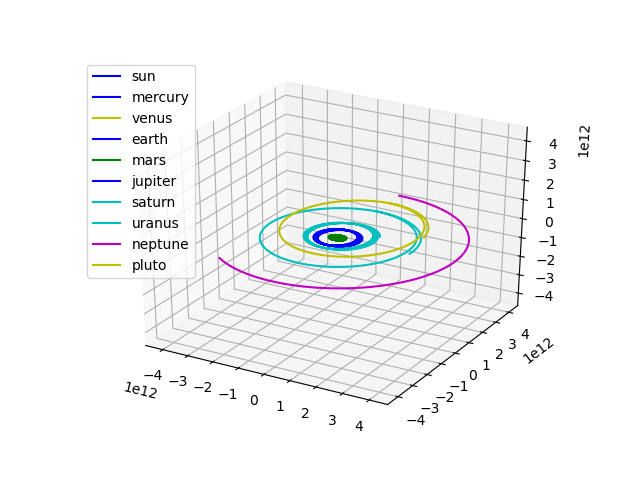 sun
mercury
venus
earth
mars
jupiter
saturn
uranus
neptune
pluto
1e12
4
3
2
1
0
−1
−2
−3
−4
4
3
2
1
0
−1
−2
−3
−4
1e12
−4
−3
−2
−1
0
1
2
3
4
1e12